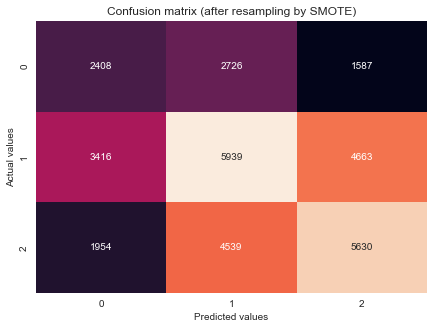 Confusion matrix (after resampling by SMOTE)
Actual values
0
2408 2726 1587
1
3416 5939 4663
2
1954 4539 5630
0 1 2
Predicted values